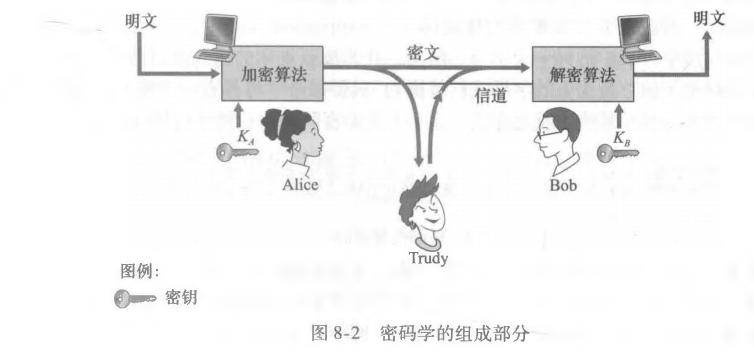 明文
明文
密文
加密算法
解密算法
信道
K_A
K_B
Alice
Bob
Trudy
图例：
密钥
图 8-2 密码学的组成部分